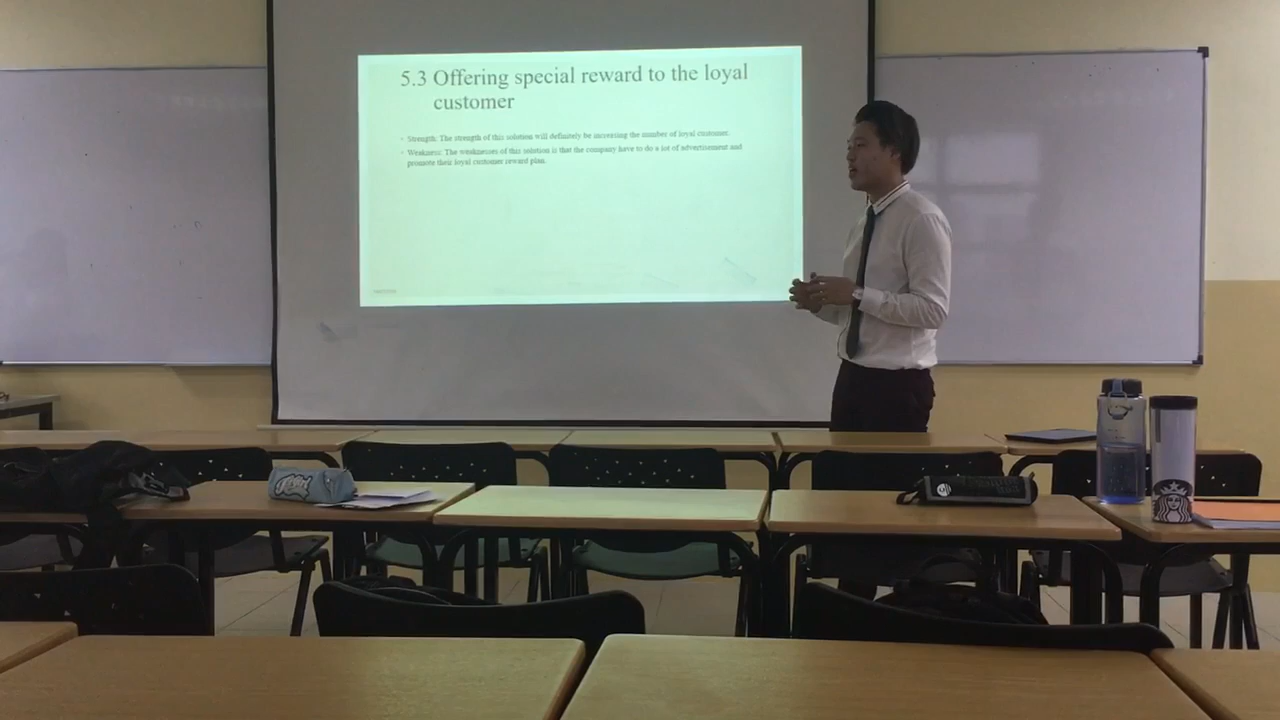 5.3 Offering special reward to the loyal
customer
Strength: The strength of this solution will definitely be increasing the number of loyal customer.
Weakness: The weaknesses of this solution is that the company have to do a lot of advertisement and
promote their loyal customer reward plan.